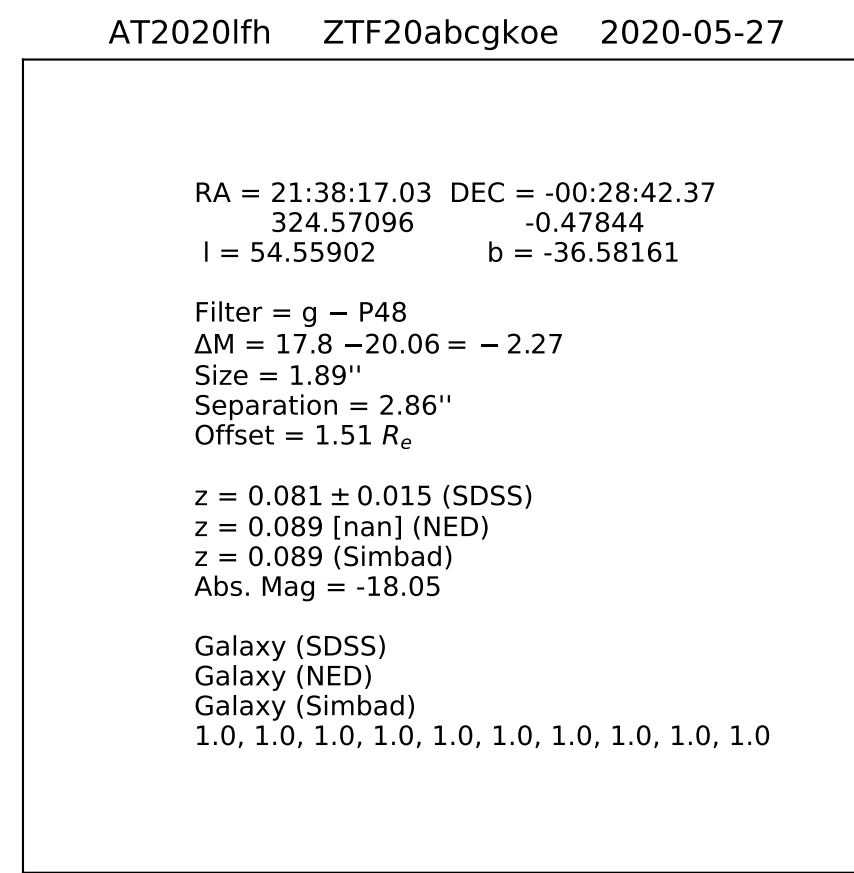 AT2020lfh ZTF20abcgkoe 2020-05-27
RA = 21:38:17.03 DEC = -00:28:42.37
324.57096 -0.47844
l = 54.55902 b = -36.58161
Filter = g − P48
ΔM = 17.8 −20.06 = − 2.27
Size = 1.89''
Separation = 2.86''
Offset = 1.51 Rₑ
z = 0.081 ± 0.015 (SDSS)
z = 0.089 [nan] (NED)
z = 0.089 (Simbad)
Abs. Mag = -18.05
Galaxy (SDSS)
Galaxy (NED)
Galaxy (Simbad)
1.0, 1.0, 1.0, 1.0, 1.0, 1.0, 1.0, 1.0, 1.0, 1.0